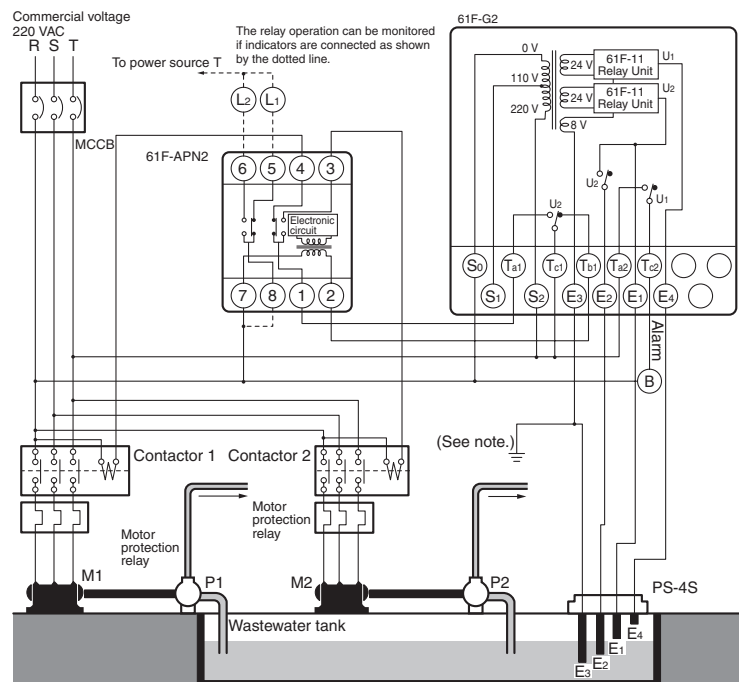 Commercial voltage
220 VAC
R S T
MCCB
The relay operation can be monitored
if indicators are connected as shown
by the dotted line.
To power source T
L2 L1
61F-APN2
6 5 4 3
Electronic
circuit
7 8 1 2
61F-G2
0 V
110 V
220 V
24 V
24 V
8 V
61F-11
Relay Unit
U1
61F-11
Relay Unit
U2
U2
U1
U2
S0 Ta1 Tc1 Tb1 Ta2 Tc2
S1 S2 E3 E2 E1 E4
Alarm
B
(See note.)
Contactor 1
Contactor 2
Motor
protection
relay
Motor
protection
relay
M1
P1
M2
P2
PS-4S
Wastewater tank
E3 E2 E1 E4